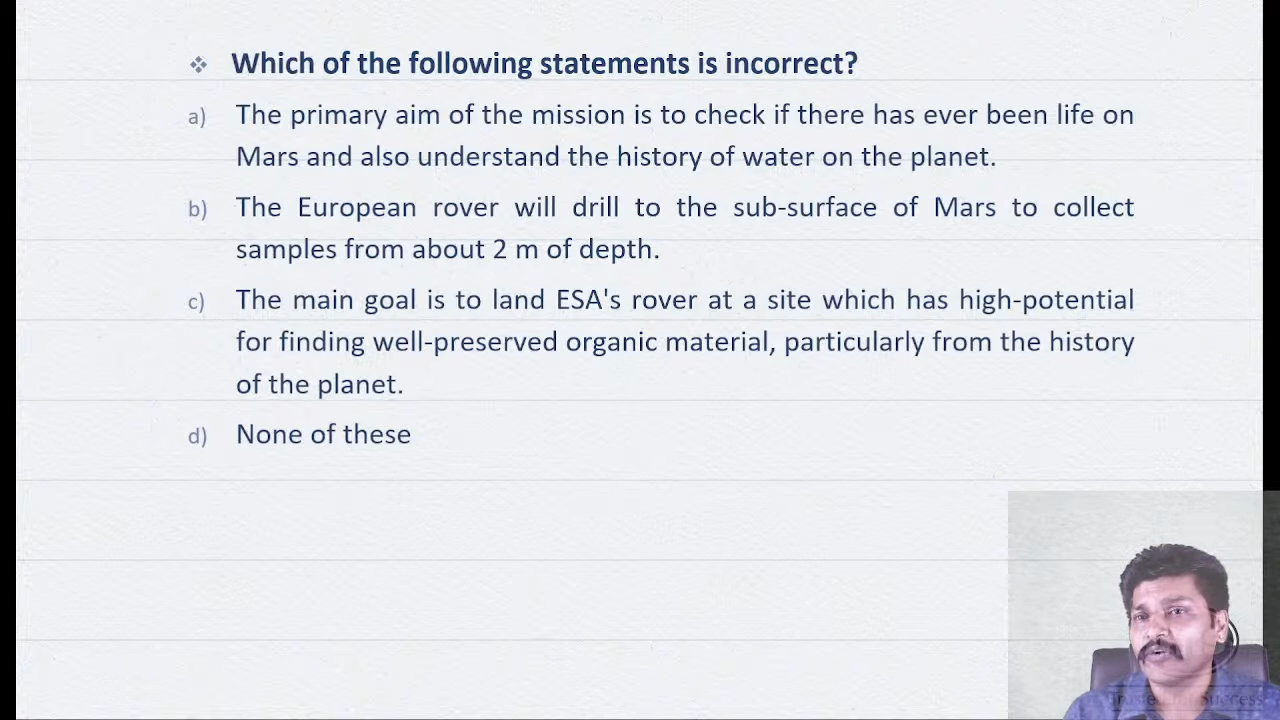 ❖ Which of the following statements is incorrect?
a) The primary aim of the mission is to check if there has ever been life on
Mars and also understand the history of water on the planet.
b) The European rover will drill to the sub-surface of Mars to collect
samples from about 2 m of depth.
c) The main goal is to land ESA's rover at a site which has high-potential
for finding well-preserved organic material, particularly from the history
of the planet.
d) None of these
Success